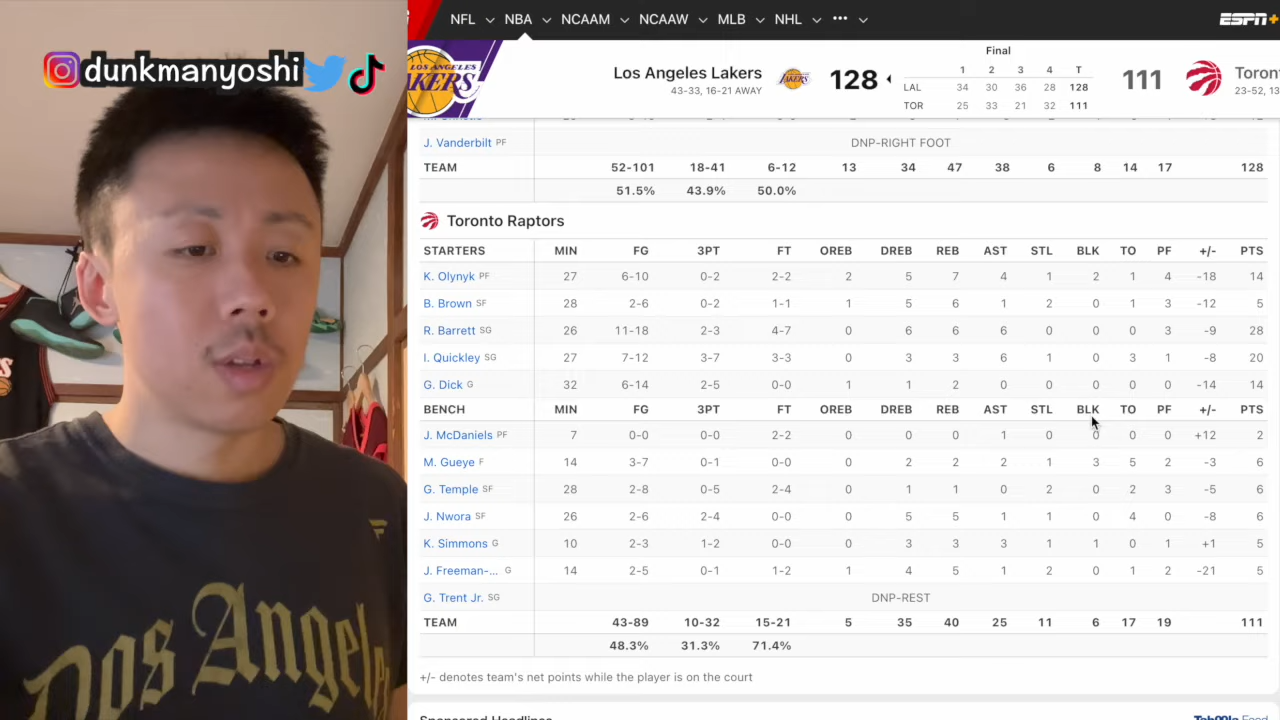 NFL NBA NCAAM NCAAW MLB NHL ••• ESPN+
dunkmanyoshi
LOS ANGELES
LAKERS
Los Angeles Lakers
43-33, 16-21 AWAY
LAKERS
128
Final
1 2 3 4 T
LAL 34 30 36 28 128
TOR 25 33 21 32 111
111
Toron
23-52, 13
J. Vanderbilt PF DNP-RIGHT FOOT
TEAM 52-101 18-41 6-12 13 34 47 38 6 8 14 17 128
51.5% 43.9% 50.0%
Toronto Raptors
STARTERS MIN FG 3PT FT OREB DREB REB AST STL BLK TO PF +/- PTS
K. Olynyk PF 27 6-10 0-2 2-2 2 5 7 4 1 2 1 4 -18 14
B. Brown SF 28 2-6 0-2 1-1 1 5 6 1 2 0 1 3 -12 5
R. Barrett SG 26 11-18 2-3 4-7 0 6 6 6 0 0 0 3 -9 28
I. Quickley SG 27 7-12 3-7 3-3 0 3 3 6 1 0 3 1 -8 20
G. Dick G 32 6-14 2-5 0-0 1 1 2 0 0 0 0 0 -14 14
BENCH MIN FG 3PT FT OREB DREB REB AST STL BLK TO PF +/- PTS
J. McDaniels PF 7 0-0 0-0 2-2 0 0 0 1 0 0 0 0 +12 2
M. Gueye F 14 3-7 0-1 0-0 0 2 2 2 1 3 5 2 -3 6
G. Temple SF 28 2-8 0-5 2-4 0 1 1 0 2 0 2 3 -5 6
J. Nwora SF 26 2-6 2-4 0-0 0 5 5 1 1 0 4 0 -8 6
K. Simmons G 10 2-3 1-2 0-0 0 3 3 3 1 1 0 1 +1 5
J. Freeman-... G 14 2-5 0-1 1-2 1 4 5 1 2 0 1 2 -21 5
G. Trent Jr. SG DNP-REST
TEAM 43-89 10-32 15-21 5 35 40 25 11 6 17 19 111
48.3% 31.3% 71.4%
+/- denotes team's net points while the player is on the court
Sponsored Headlines
Dos Angeles